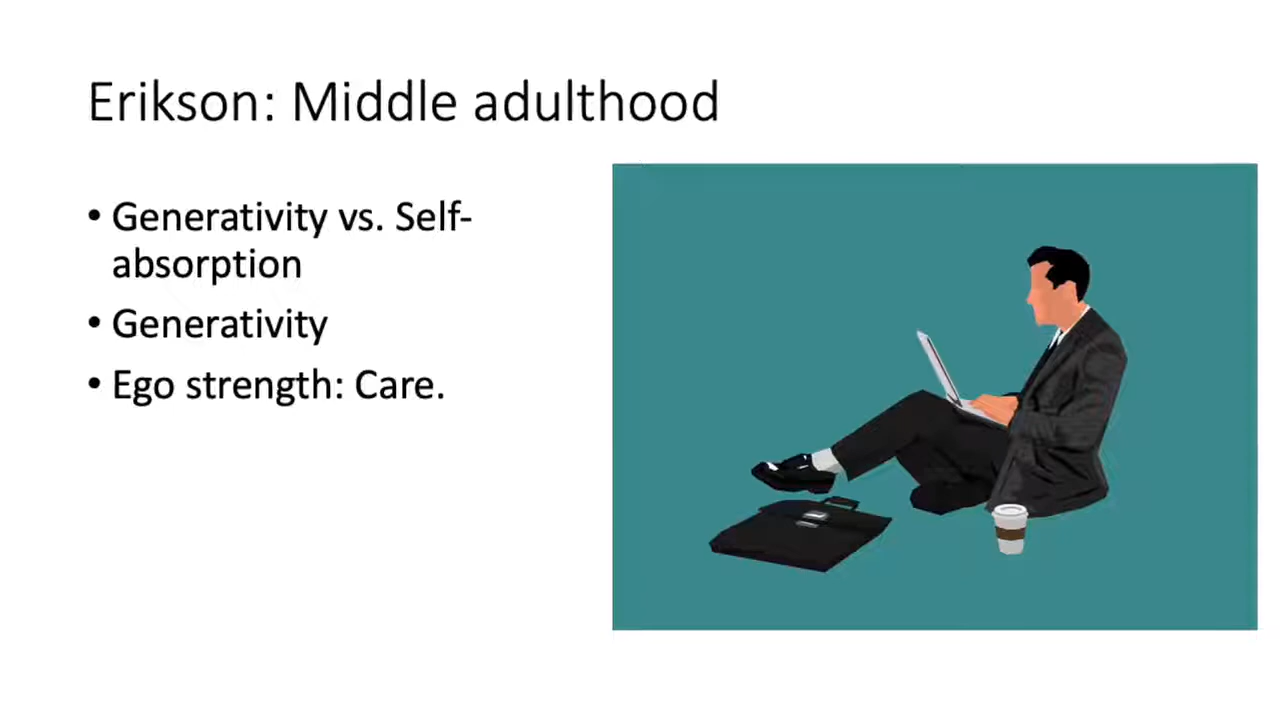 Erikson: Middle adulthood
• Generativity vs. Self-
absorption
• Generativity
• Ego strength: Care.